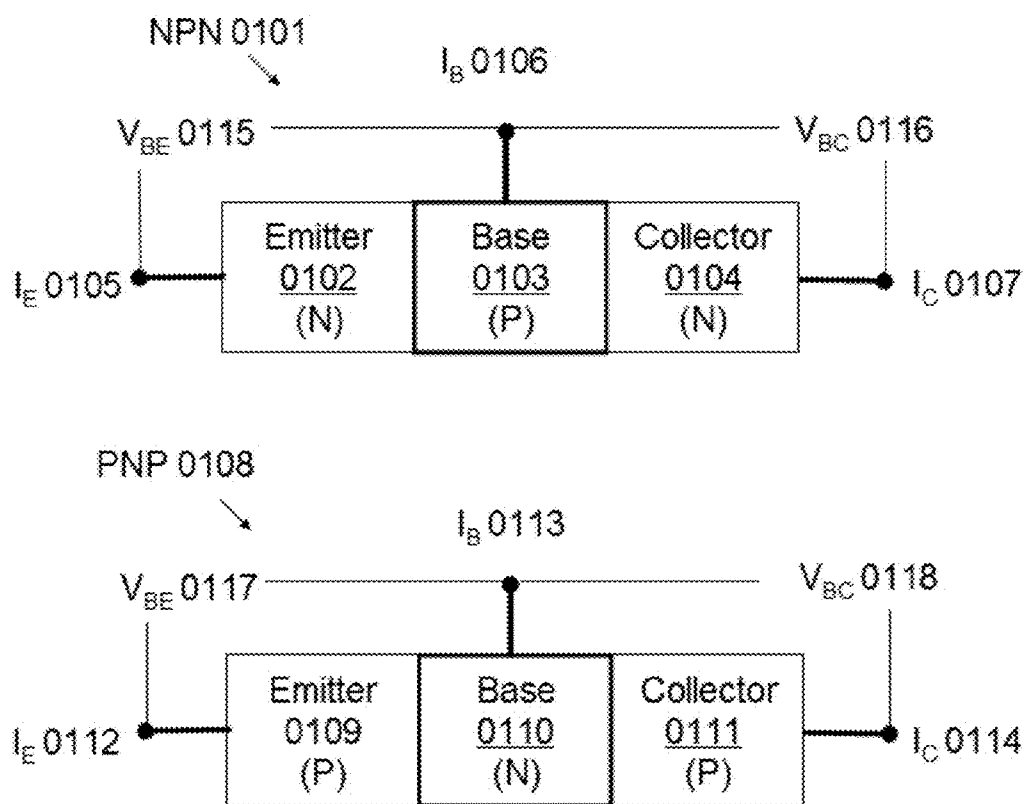 NPN 0101
I_B 0106
V_BE 0115
V_BC 0116
Emitter
0102
(N)
Base
0103
(P)
Collector
0104
(N)
I_E 0105
I_C 0107
PNP 0108
I_B 0113
V_BE 0117
V_BC 0118
Emitter
0109
(P)
Base
0110
(N)
Collector
0111
(P)
I_E 0112
I_C 0114